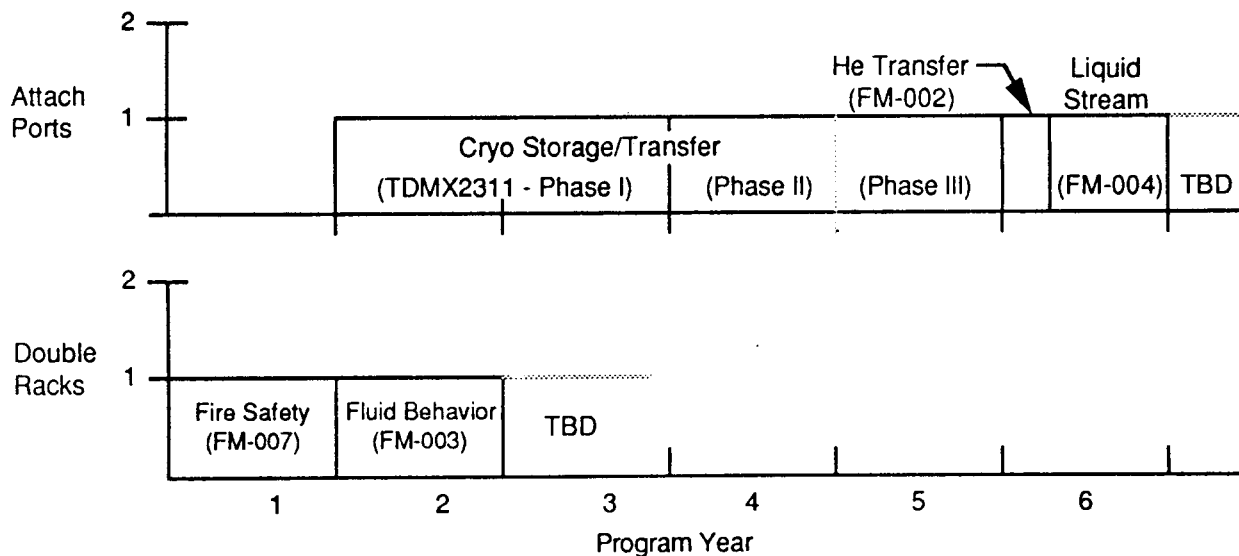 2
Attach
Ports
1
He Transfer
(FM-002)
Liquid
Stream
Cryo Storage/Transfer
(TDMX2311 - Phase I)
(Phase II)
(Phase III)
(FM-004)
TBD
2
Double
Racks
1
Fire Safety
(FM-007)
Fluid Behavior
(FM-003)
TBD
1 2 3 4 5 6
Program Year